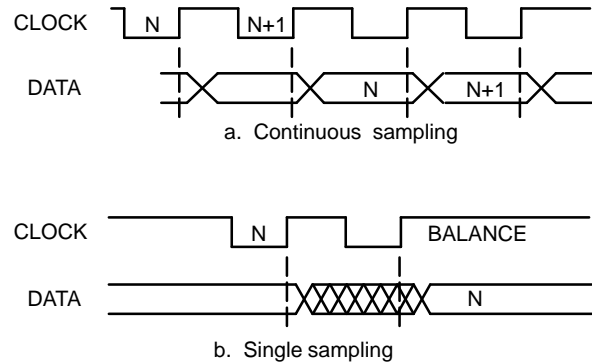 CLOCK N N+1
DATA N N+1
a. Continuous sampling
CLOCK N BALANCE
DATA N
b. Single sampling